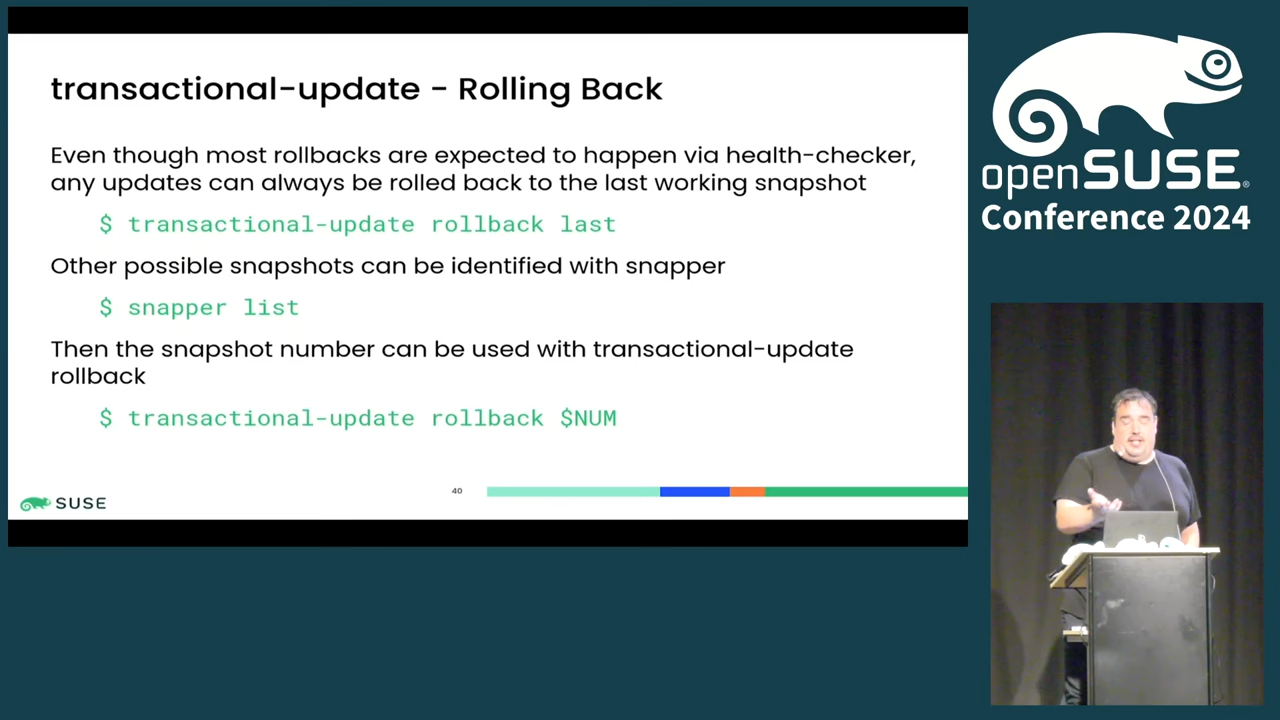 transactional-update - Rolling Back
Even though most rollbacks are expected to happen via health-checker,
any updates can always be rolled back to the last working snapshot
$ transactional-update rollback last
Other possible snapshots can be identified with snapper
$ snapper list
Then the snapshot number can be used with transactional-update
rollback
$ transactional-update rollback $NUM
40
SUSE
openSUSE®
Conference 2024